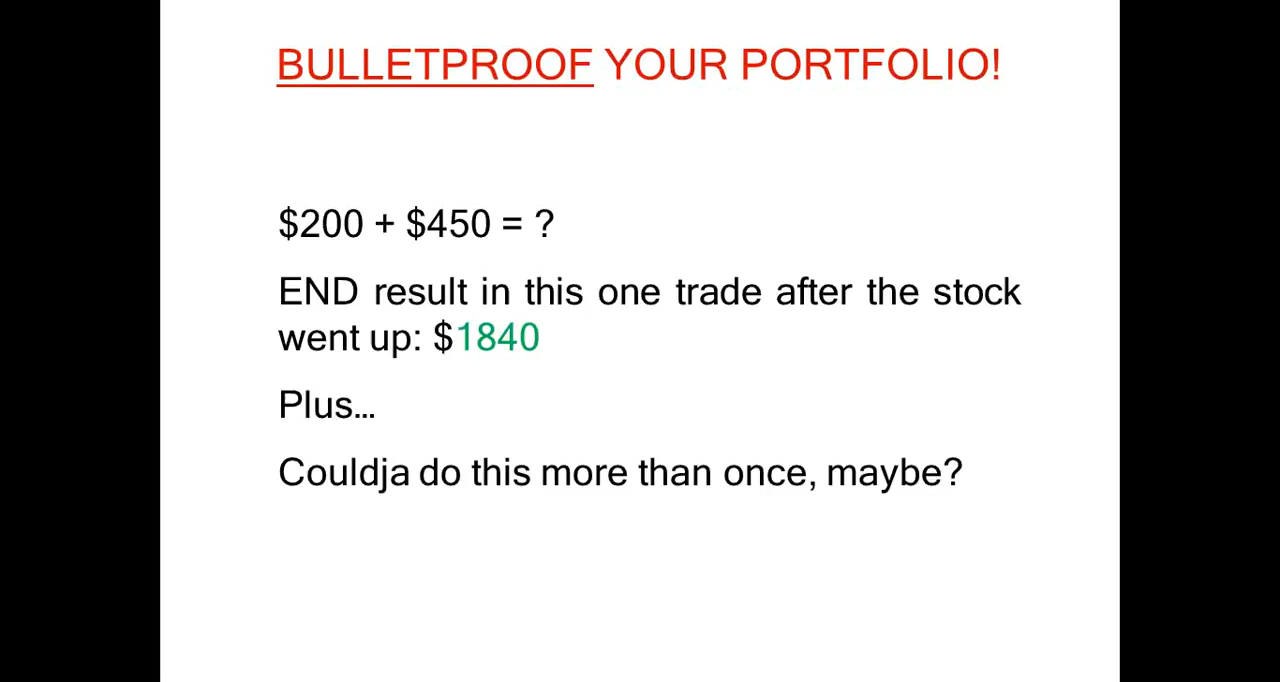 BULLETPROOF YOUR PORTFOLIO!
$200 + $450 = ?
END result in this one trade after the stock
went up: $1840
Plus...
Couldja do this more than once, maybe?